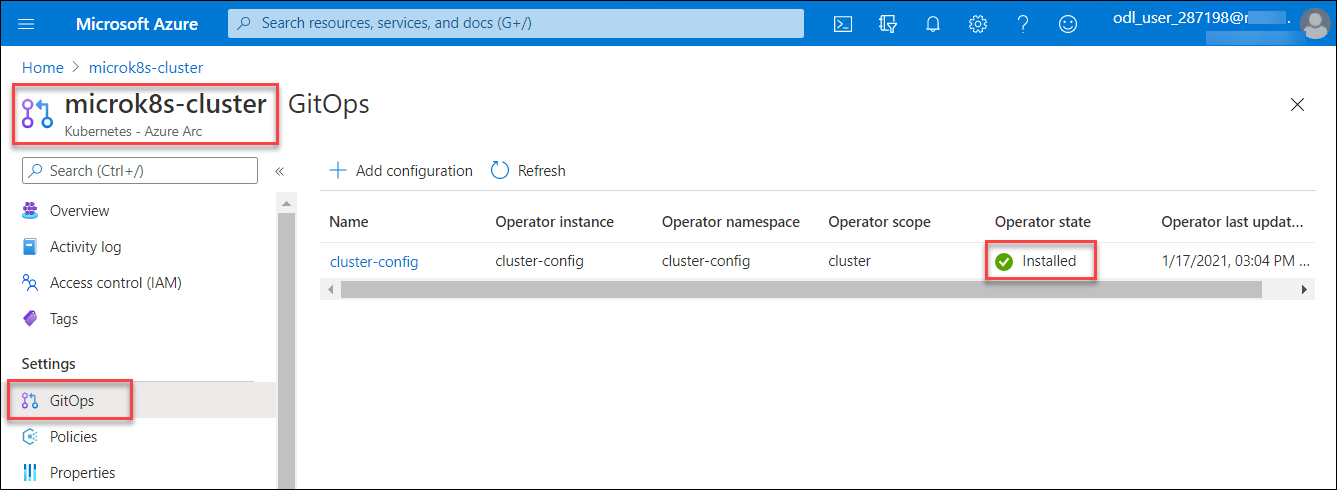 Microsoft Azure
Search resources, services, and docs (G+/)
odl_user_287198@
Home > microk8s-cluster
microk8s-cluster GitOps
Kubernetes - Azure Arc
Search (Ctrl+/)
«
Add configuration Refresh
Overview
Activity log
Access control (IAM)
Tags
Settings
GitOps
Policies
Properties
Name Operator instance Operator namespace Operator scope Operator state Operator last updat...
cluster-config cluster-config cluster-config cluster Installed 1/17/2021, 03:04 PM ...